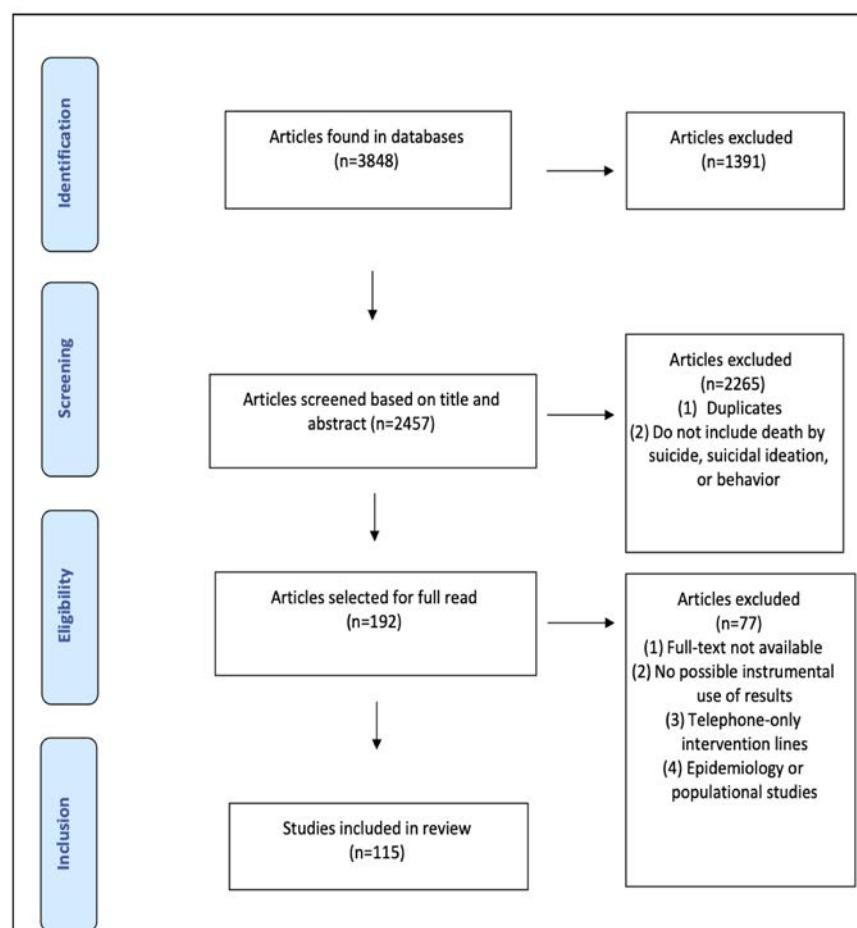 Identification
Articles found in databases
(n=3848)
Articles excluded
(n=1391)
Screening
Articles screened based on title and
abstract (n=2457)
Articles excluded
(n=2265)
(1) Duplicates
(2) Do not include death by
suicide, suicidal ideation,
or behavior
Eligibility
Articles selected for full read
(n=192)
Articles excluded
(n=77)
(1) Full-text not available
(2) No possible instrumental
use of results
(3) Telephone-only
intervention lines
(4) Epidemiology or
populational studies
Inclusion
Studies included in review
(n=115)